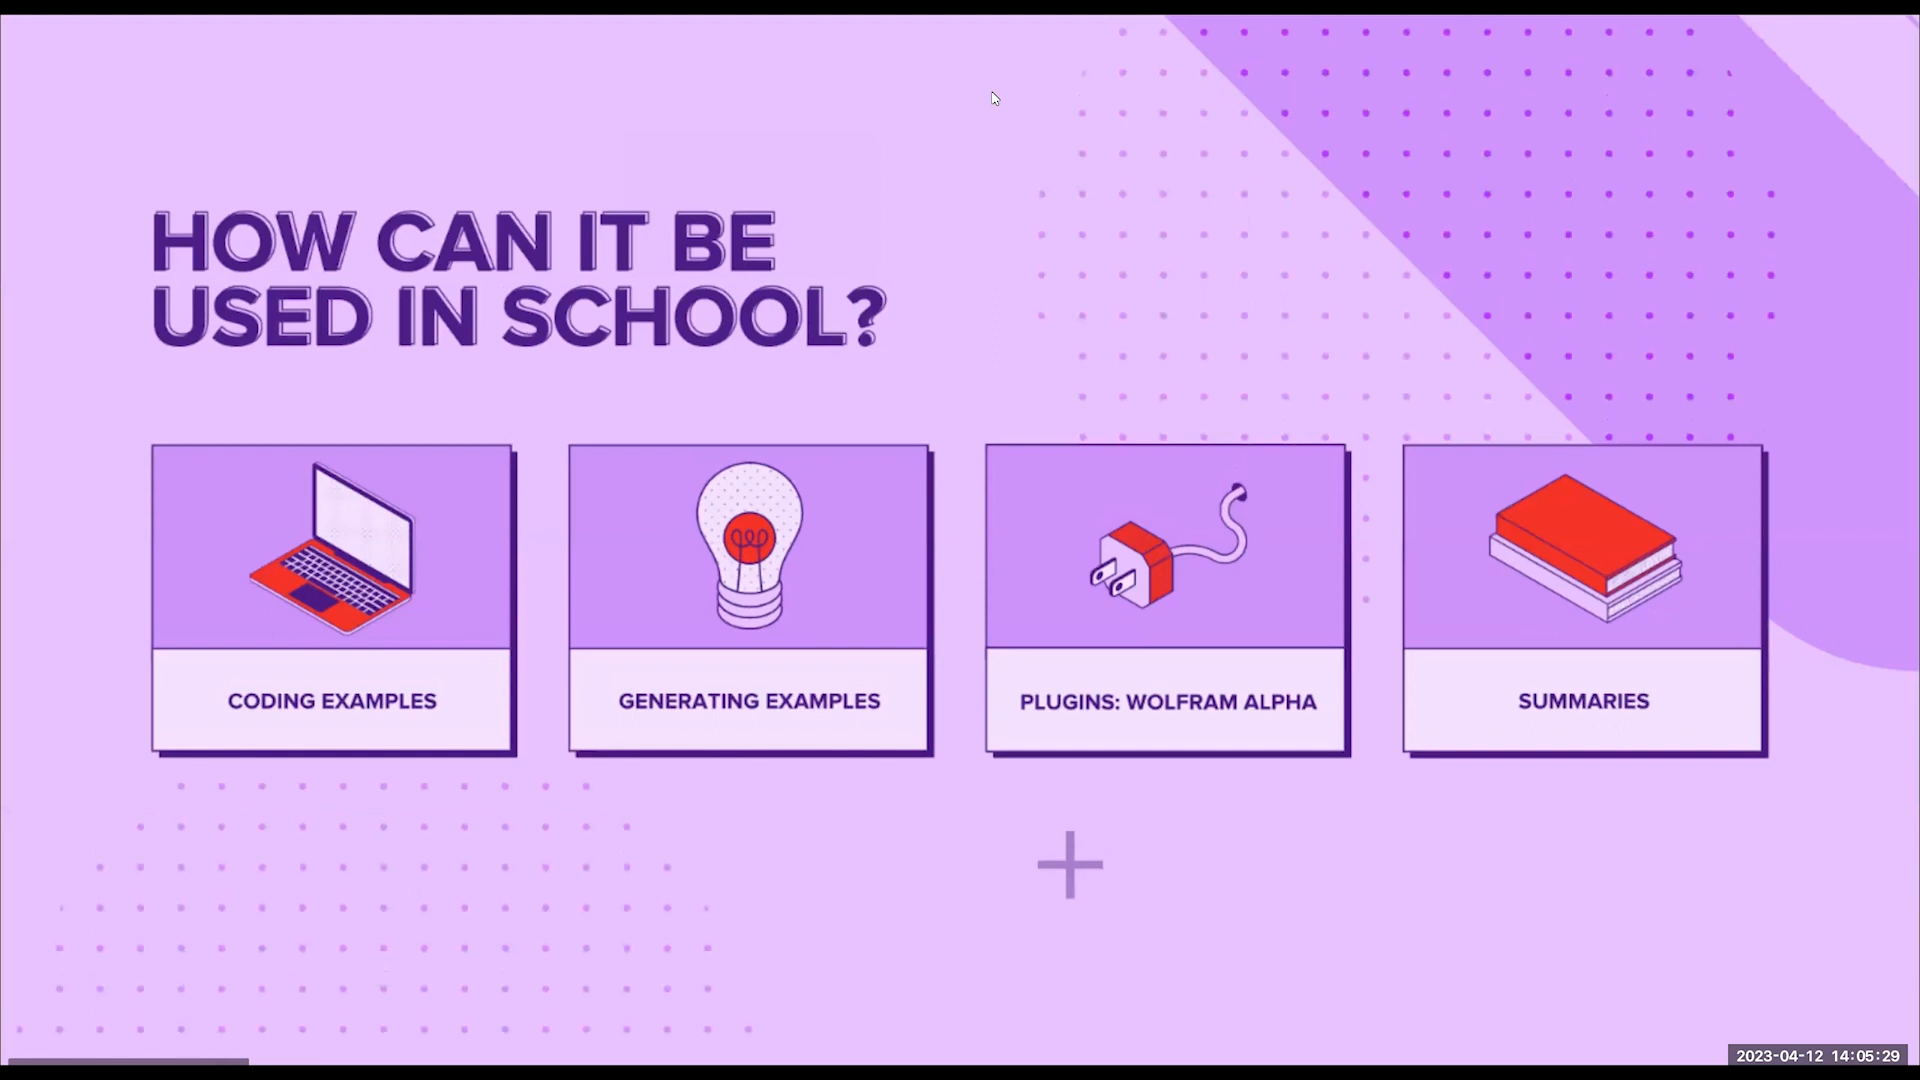 HOW CAN IT BE
USED IN SCHOOL?
CODING EXAMPLES
GENERATING EXAMPLES
PLUGINS: WOLFRAM ALPHA
SUMMARIES
2023-04-12 14:05:29